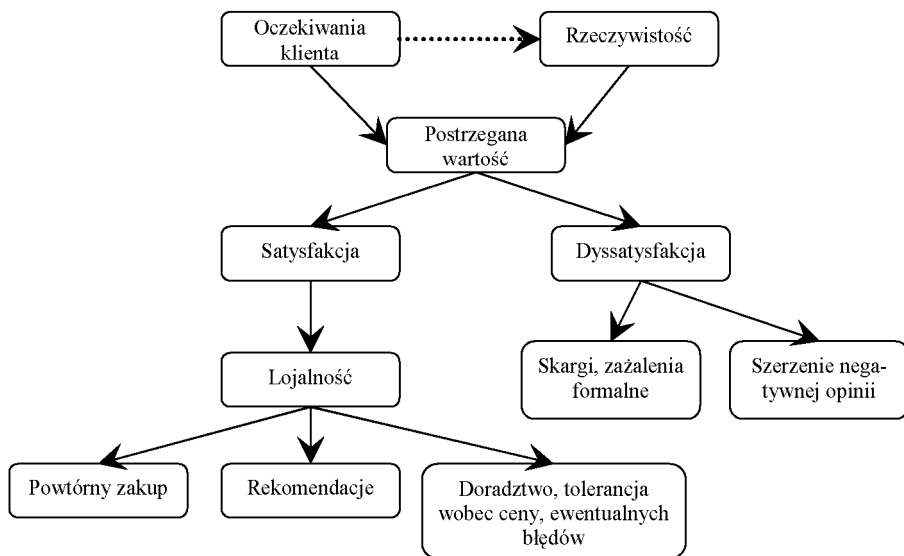 Oczekiwania
klienta
Rzeczywistość
Postrzegana
wartość
Satysfakcja
Dyssatysfakcja
Lojalność
Skargi, zażalenia
formalne
Szerzenie nega-
tywnej opinii
Powtórny zakup
Rekomendacje
Doradztwo, tolerancja
wobec ceny, ewentualnych
błędów